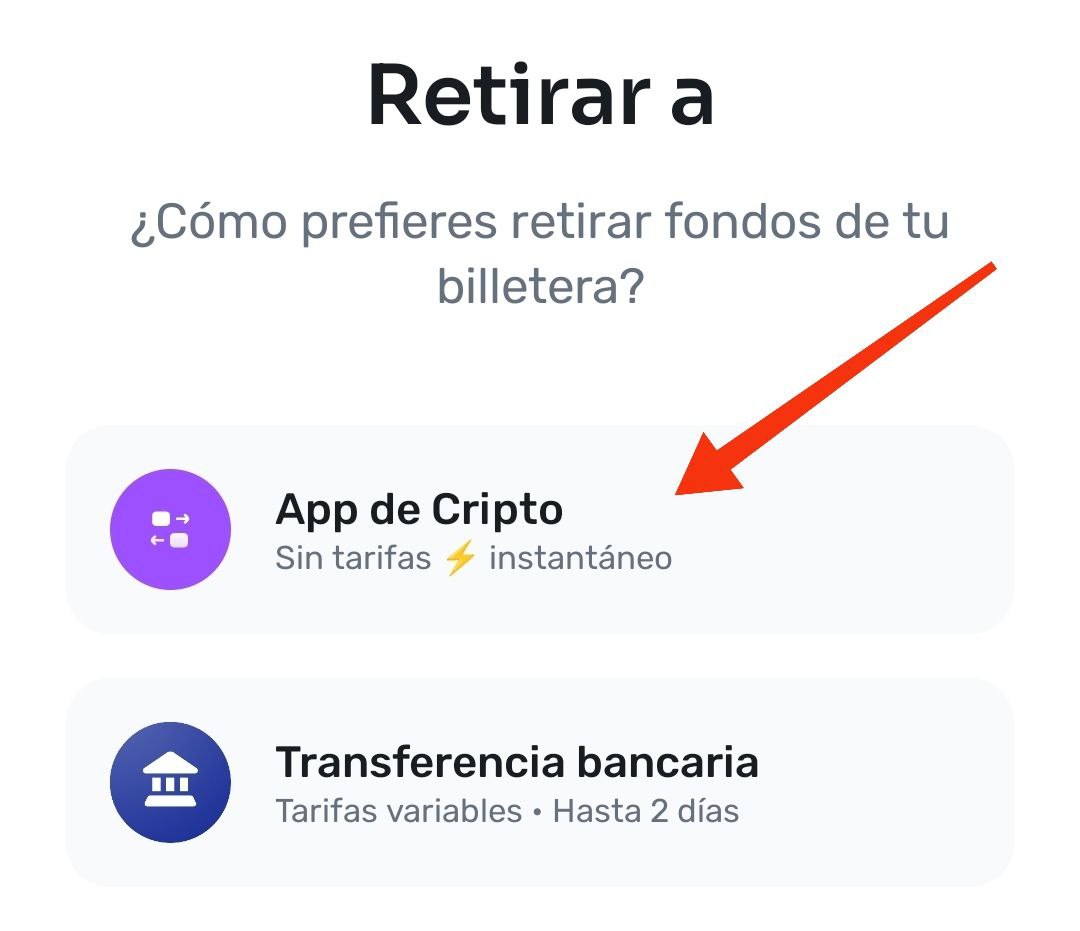 Retirar a
¿Cómo prefieres retirar fondos de tu
billetera?
App de Cripto
Sin tarifas ⚡ instantáneo
Transferencia bancaria
Tarifas variables • Hasta 2 días